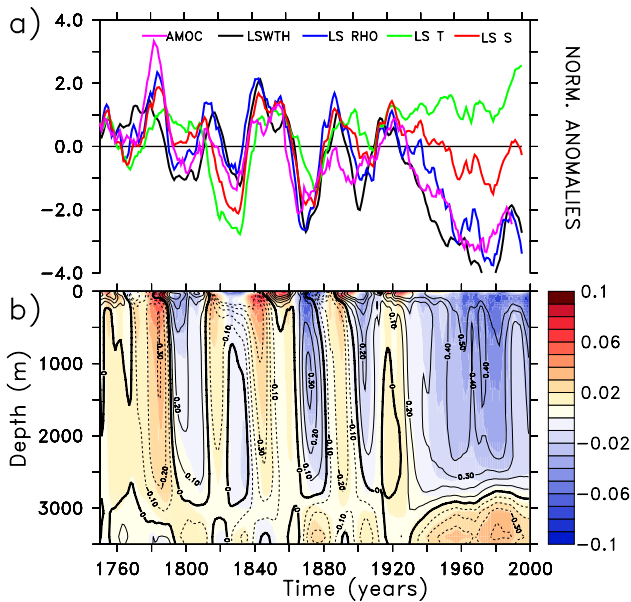 a)
4.0
2.0
0.0
-2.0
-4.0
AMOC LSWTH LS RHO LS T LS S
NORM. ANOMALIES
b)
0
1000
2000
3000
Depth (m)
0.1
0.06
0.02
-0.02
-0.06
-0.1
1760 1800 1840 1880 1920 1960 2000
Time (years)